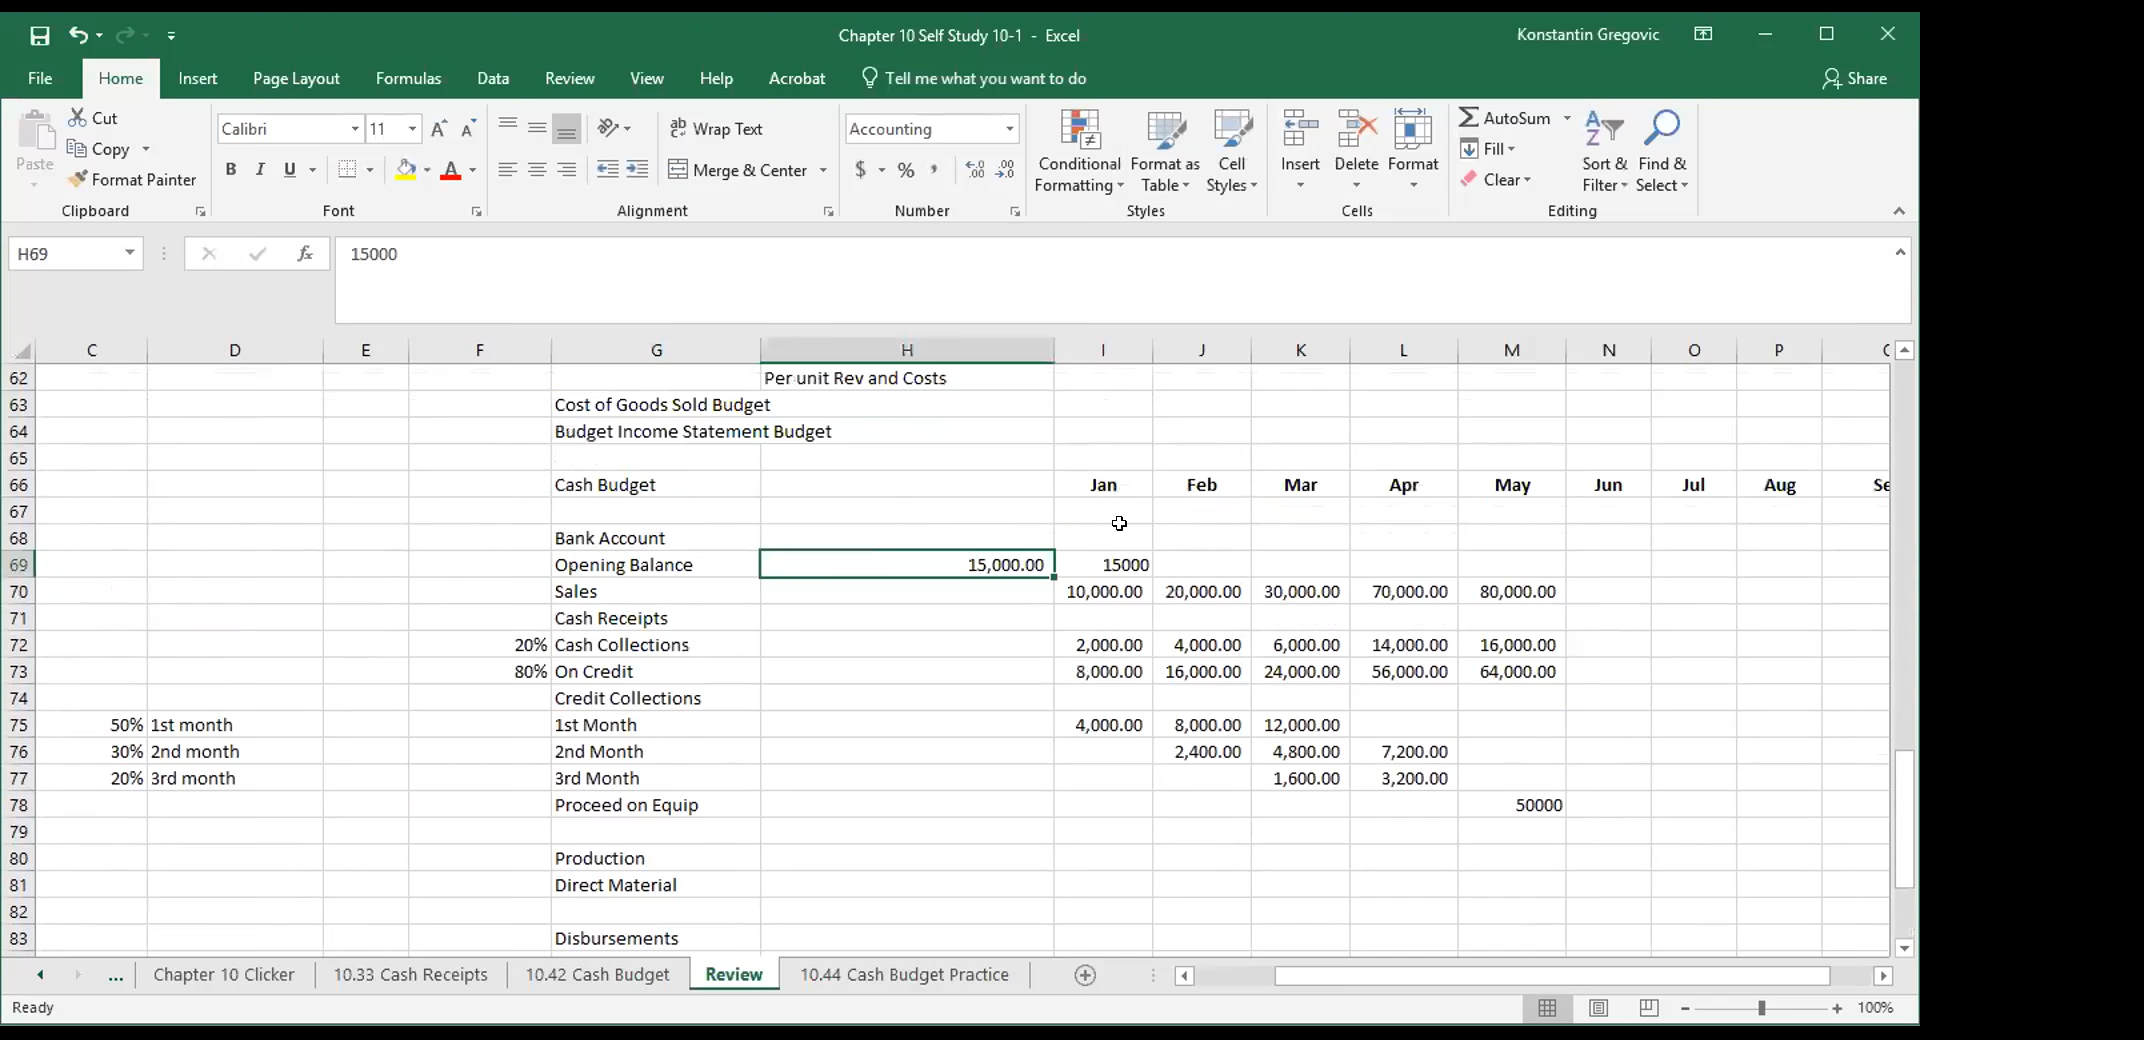 Chapter 10 Self Study 10-1 - Excel
Konstantin Gregovic
File Home Insert Page Layout Formulas Data Review View Help Acrobat Tell me what you want to do Share
Paste
Cut
Copy
Format Painter
Clipboard
Calibri 11 A A
B I U A
Font
ab Wrap Text
Merge & Center
Alignment
Accounting
$ % ,
Number
Conditional Formatting
Format as Table
Cell Styles
Styles
Insert Delete Format
Cells
AutoSum
Fill
Clear
Sort & Filter
Find & Select
Editing
H69 fx 15000
C D E F G H I J K L M N O P
62 Per unit Rev and Costs
63 Cost of Goods Sold Budget
64 Budget Income Statement Budget
65
66 Cash Budget Jan Feb Mar Apr May Jun Jul Aug Se
67
68 Bank Account
69 Opening Balance 15,000.00 15000
70 Sales 10,000.00 20,000.00 30,000.00 70,000.00 80,000.00
71 Cash Receipts
72 20% Cash Collections 2,000.00 4,000.00 6,000.00 14,000.00 16,000.00
73 80% On Credit 8,000.00 16,000.00 24,000.00 56,000.00 64,000.00
74 Credit Collections
75 50% 1st month 1st Month 4,000.00 8,000.00 12,000.00
76 30% 2nd month 2nd Month 2,400.00 4,800.00 7,200.00
77 20% 3rd month 3rd Month 1,600.00 3,200.00
78 Proceed on Equip 50000
79
80 Production
81 Direct Material
82
83 Disbursements
... Chapter 10 Clicker 10.33 Cash Receipts 10.42 Cash Budget Review 10.44 Cash Budget Practice
Ready 100%